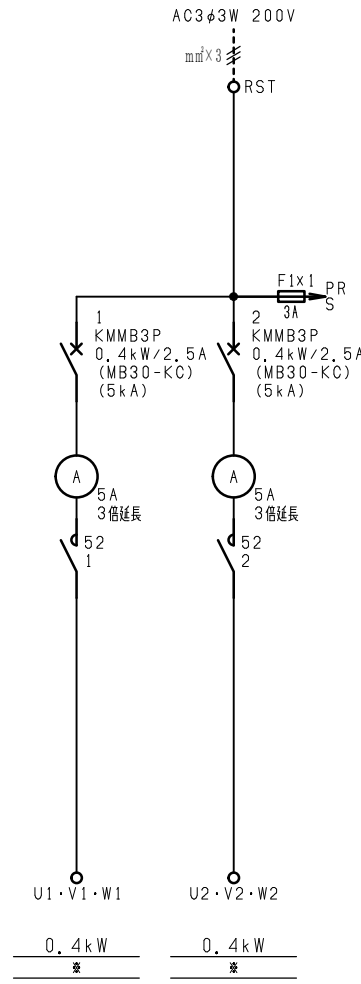 AC3φ3W 200V
mm²×3
RST
F1×1
PR
S
3A
1
KMMB3P
0.4kW/2.5A
(MB30-KC)
(5kA)
2
KMMB3P
0.4kW/2.5A
(MB30-KC)
(5kA)
A
5A
3倍延長
A
5A
3倍延長
52
1
52
2
U1・V1・W1
U2・V2・W2
0.4kW
※
0.4kW
※